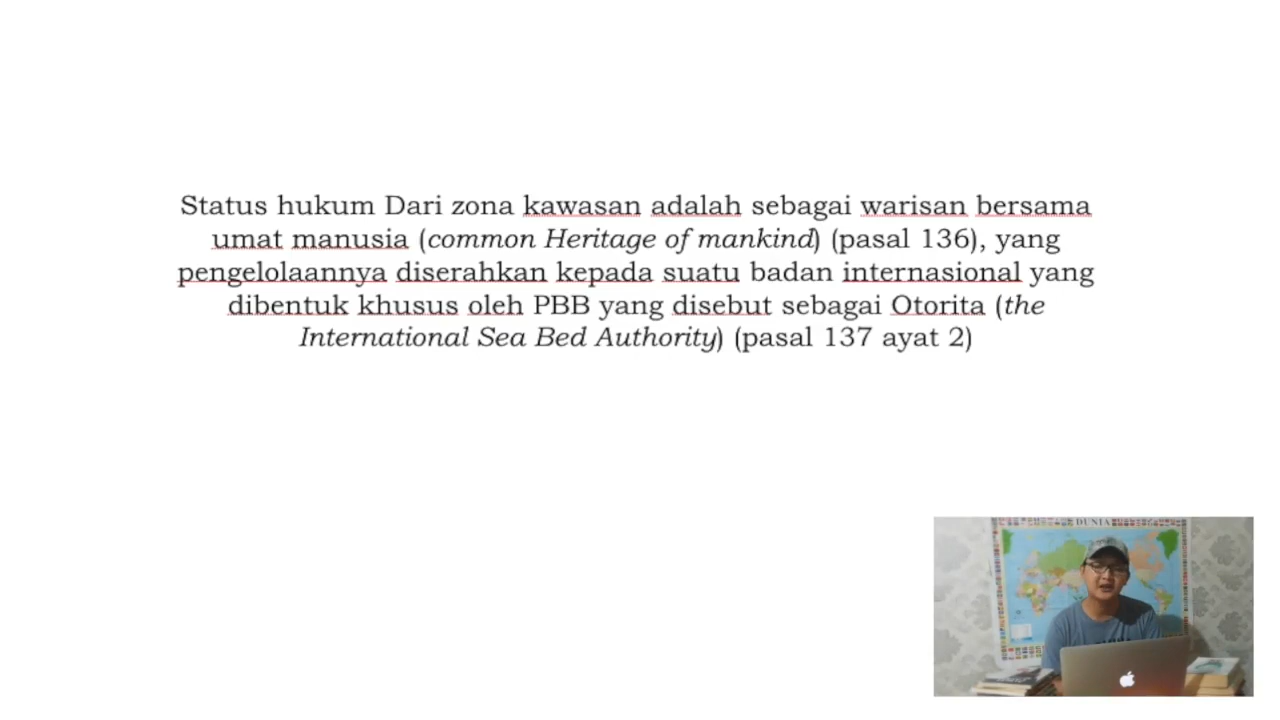 Status hukum Dari zona kawasan adalah sebagai warisan bersama
umat manusia (common Heritage of mankind) (pasal 136), yang
pengelolaannya diserahkan kepada suatu badan internasional yang
dibentuk khusus oleh PBB yang disebut sebagai Otorita (the
International Sea Bed Authority) (pasal 137 ayat 2)
DUNIA